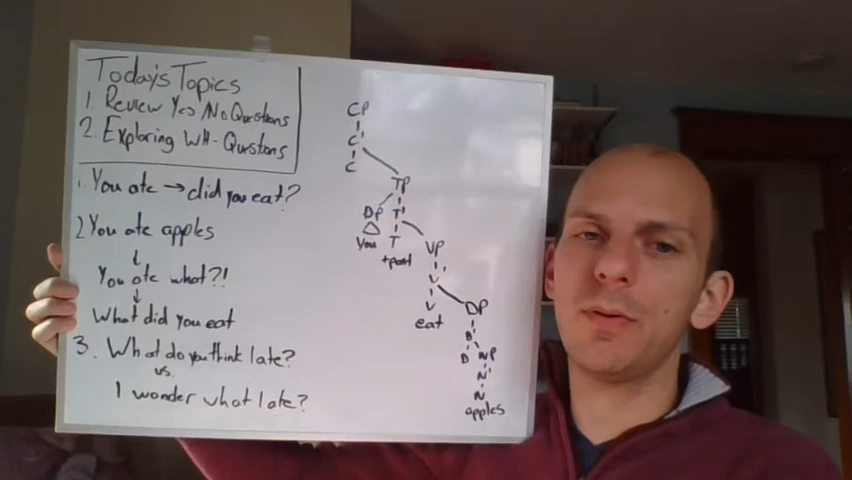 Today's Topics
1. Review Yes/No Questions
2. Exploring WH-Questions
1. You ate → did you eat?
2 You ate apples
↓
You ate what?!
↓
What did you eat
3. What do you think I ate?
vs.
I wonder what I ate?
CP
C'
C
TP
DP T'
You T
+past
VP
V'
V
eat
DP
D'
D NP
N'
N
apples